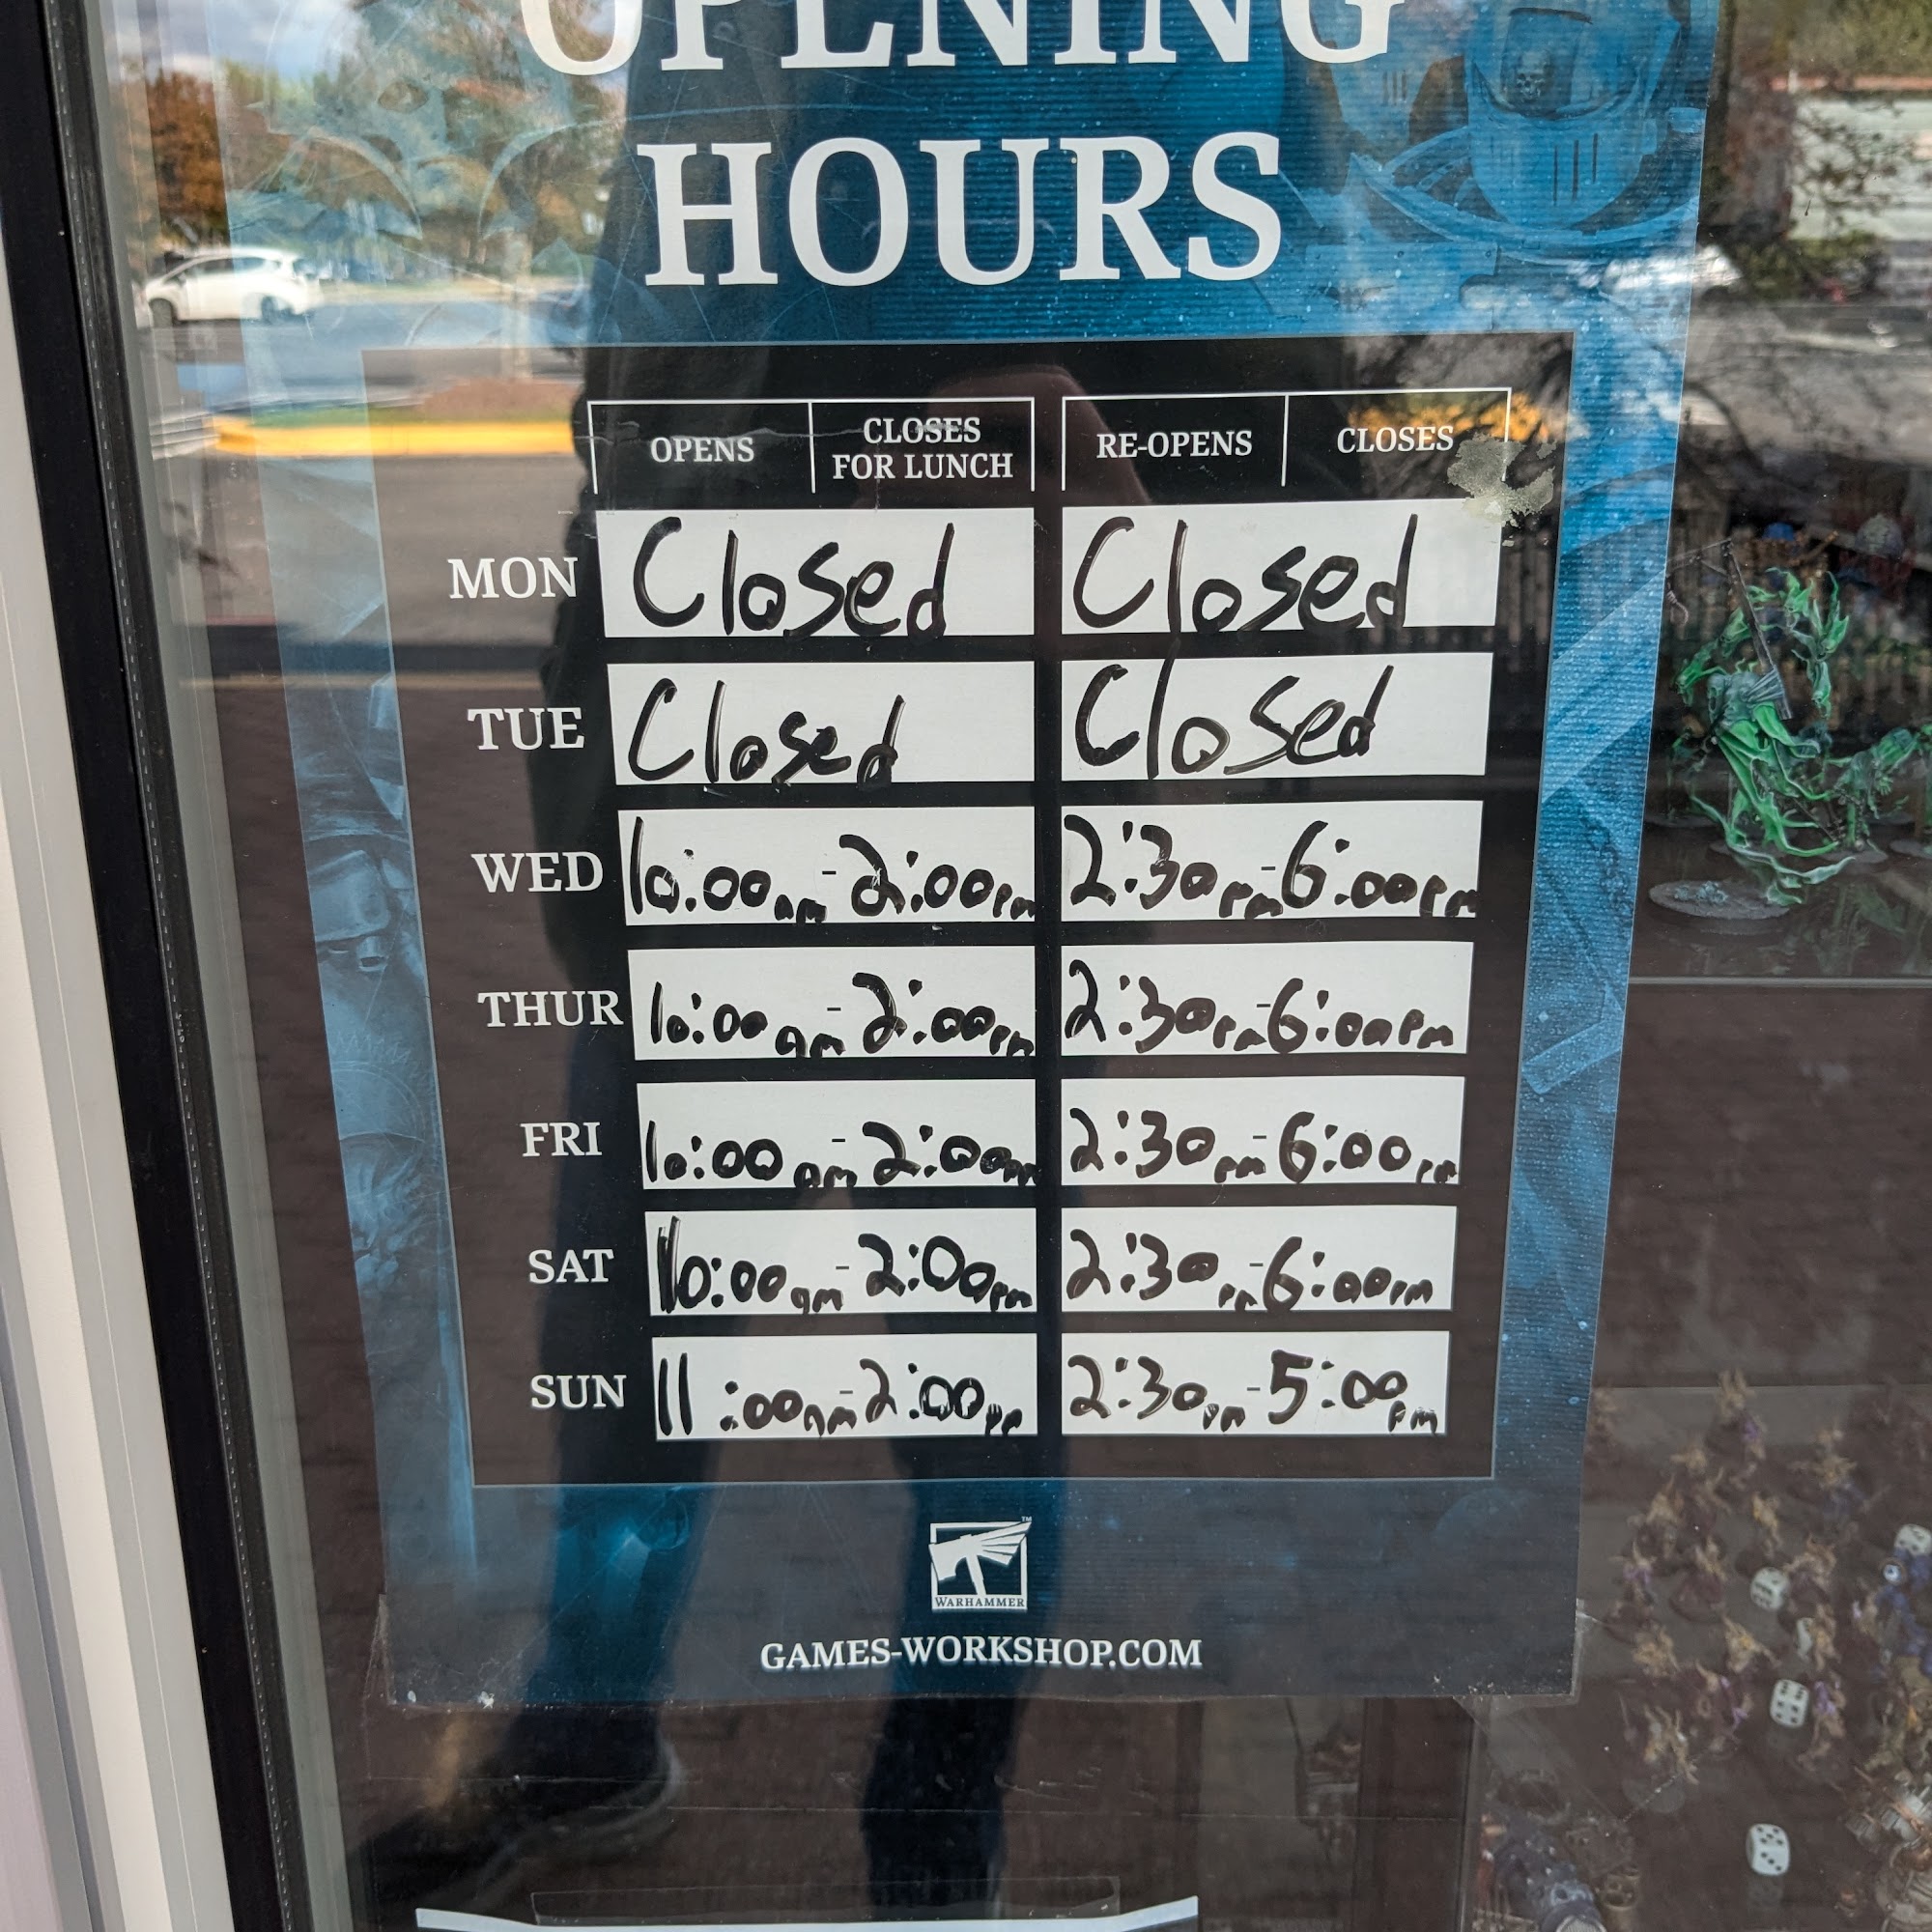 OPENING
HOURS
OPENS CLOSES FOR LUNCH RE-OPENS CLOSES
MON Closed Closed
TUE Closed Closed
WED 10:00am - 2:00pm 2:30pm - 6:00pm
THUR 10:00am - 2:00pm 2:30pm - 6:00pm
FRI 10:00am - 2:00pm 2:30pm - 6:00pm
SAT 10:00am - 2:00pm 2:30pm - 6:00pm
SUN 11:00am - 2:00pm 2:30pm - 5:00pm
WARHAMMER™
GAMES-WORKSHOP.COM